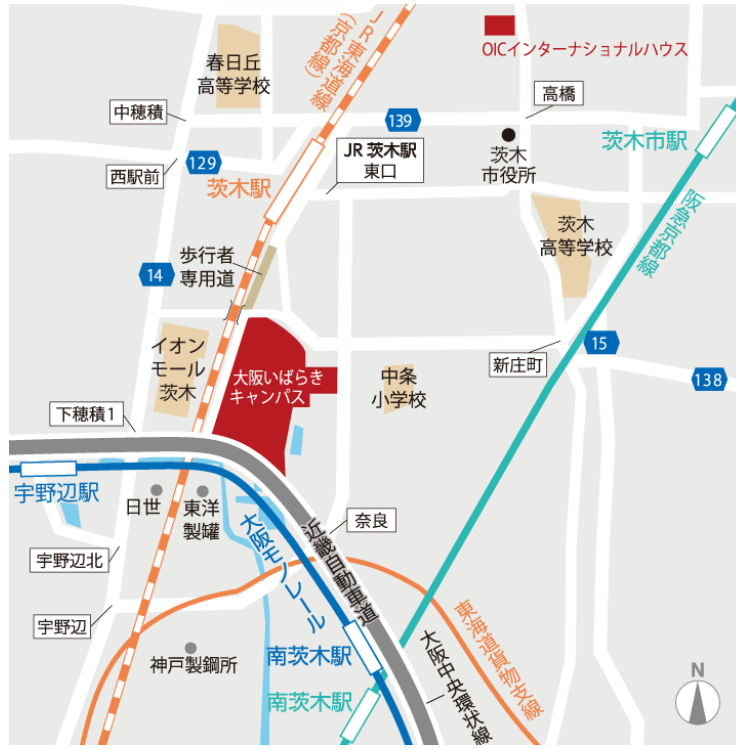 OICインターナショナルハウス
JR東海道線
(京都線)
春日丘
高等学校
中穂積
139
高橋
茨木
市役所
茨木市駅
JR 茨木駅
東口
西駅前
129
茨木駅
阪急京都線
茨木
高等学校
歩行者
専用道
14
イオン
モール
茨木
大阪いばらき
キャンパス
中条
小学校
新庄町
15
138
下穂積1
宇野辺駅
日世
東洋
製罐
大阪モノレール
近畿自動車道
奈良
宇野辺北
宇野辺
神戸製鋼所
南茨木駅
南茨木駅
大阪中央環状線
東海道貨物支線
N